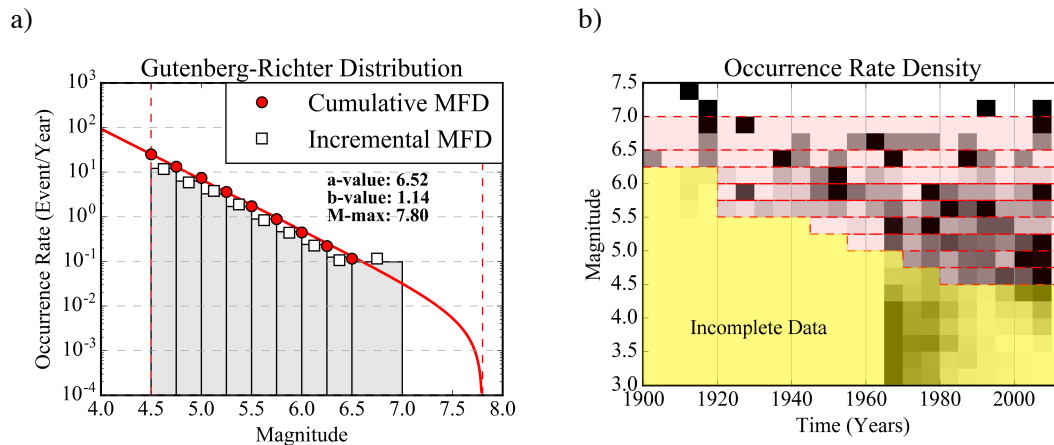 a)
b)
Gutenberg-Richter Distribution
10³
10²
10¹
10⁰
10⁻¹
10⁻²
10⁻³
10⁻⁴
Occurrence Rate (Event/Year)
Cumulative MFD
Incremental MFD
a-value: 6.52
b-value: 1.14
M-max: 7.80
4.0 4.5 5.0 5.5 6.0 6.5 7.0 7.5 8.0
Magnitude
Occurrence Rate Density
7.5
7.0
6.5
6.0
5.5
5.0
4.5
4.0
3.5
3.0
Magnitude
Incomplete Data
1900 1920 1940 1960 1980 2000
Time (Years)